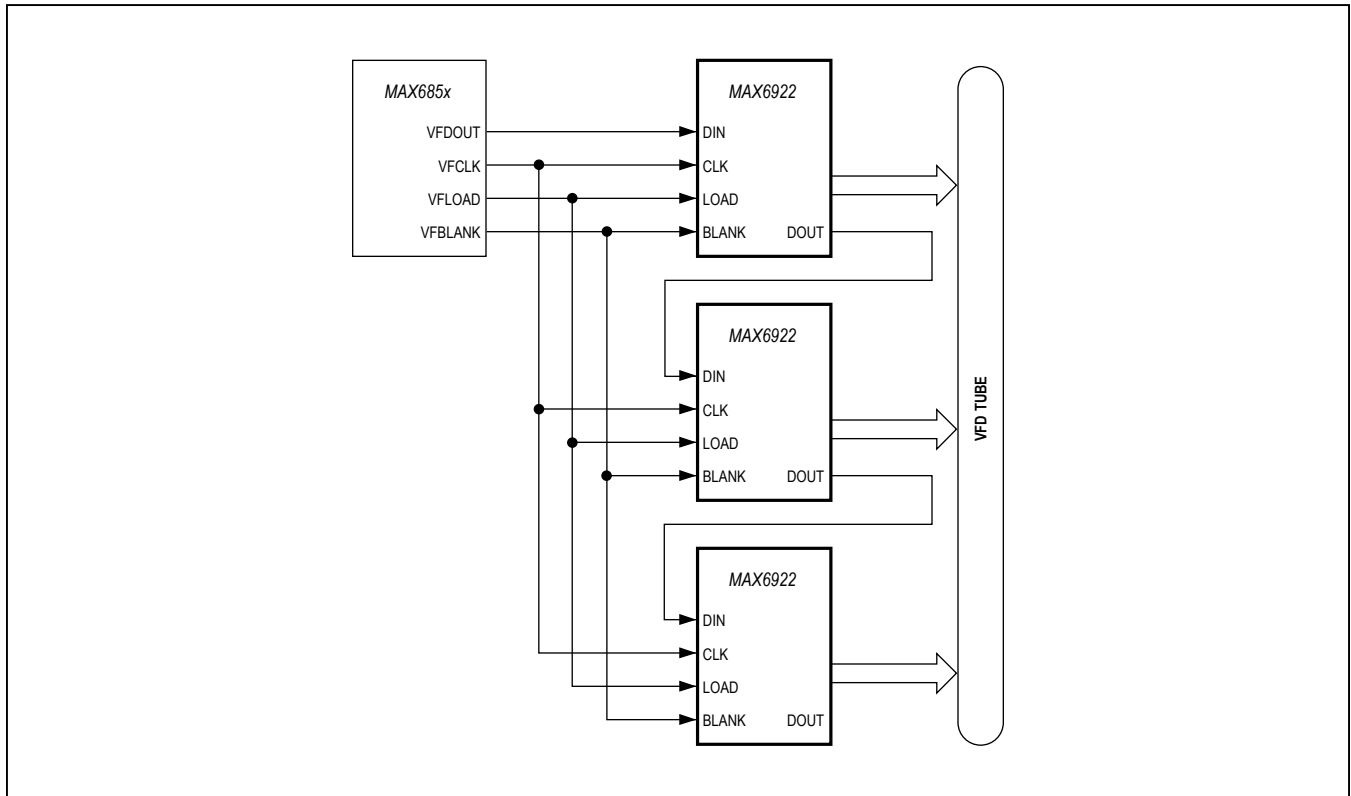 MAX685x
VFDOUT
VFCLK
VFLOAD
VFBLANK
MAX6922
DIN
CLK
LOAD
BLANK DOUT
MAX6922
DIN
CLK
LOAD
BLANK DOUT
MAX6922
DIN
CLK
LOAD
BLANK DOUT
VFD TUBE